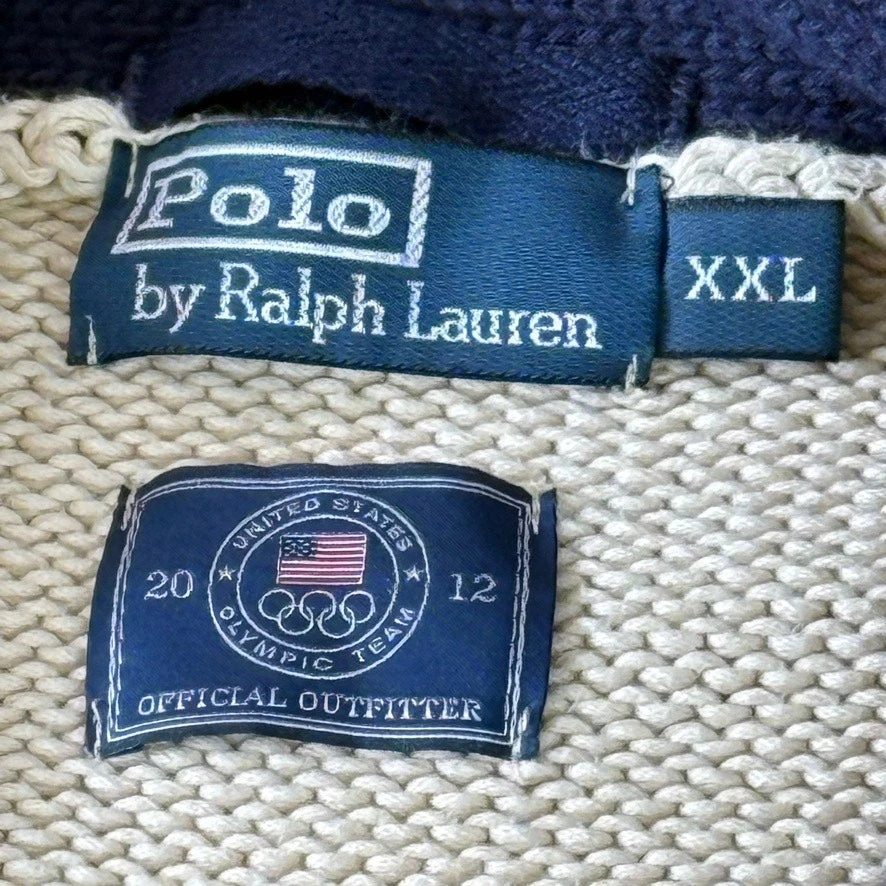 Polo
by Ralph Lauren
XXL
UNITED STATES
20 12
OLYMPIC TEAM
OFFICIAL OUTFITTER